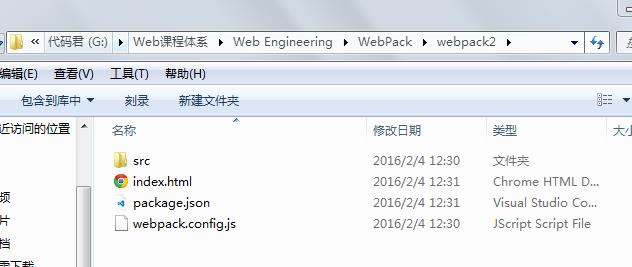 « 代码君 (G:) ▸ Web课程体系 ▸ Web Engineering ▸ WebPack ▸ webpack2 ▸
编辑(E) 查看(V) 工具(T) 帮助(H)
包含到库中 刻录 新建文件夹
近访问的位置
名称 修改日期 类型 大小
src 2016/2/4 12:30 文件夹
index.html 2016/2/4 12:31 Chrome HTML D...
package.json 2016/2/4 12:31 Visual Studio Co...
webpack.config.js 2016/2/4 12:30 JScript Script File
频
片
档
雷下载